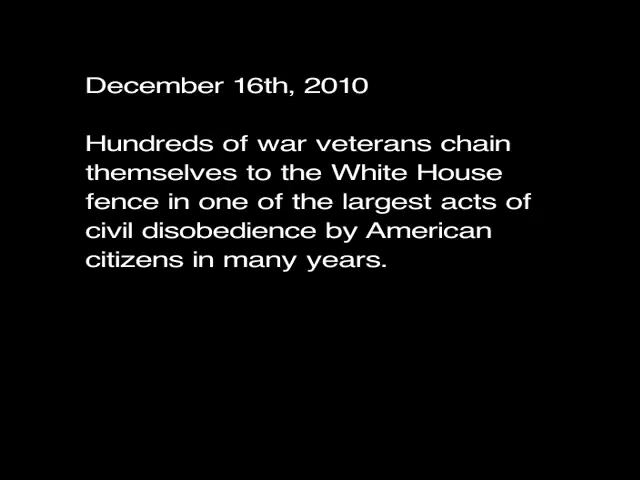 December 16th, 2010
Hundreds of war veterans chain
themselves to the White House
fence in one of the largest acts of
civil disobedience by American
citizens in many years.